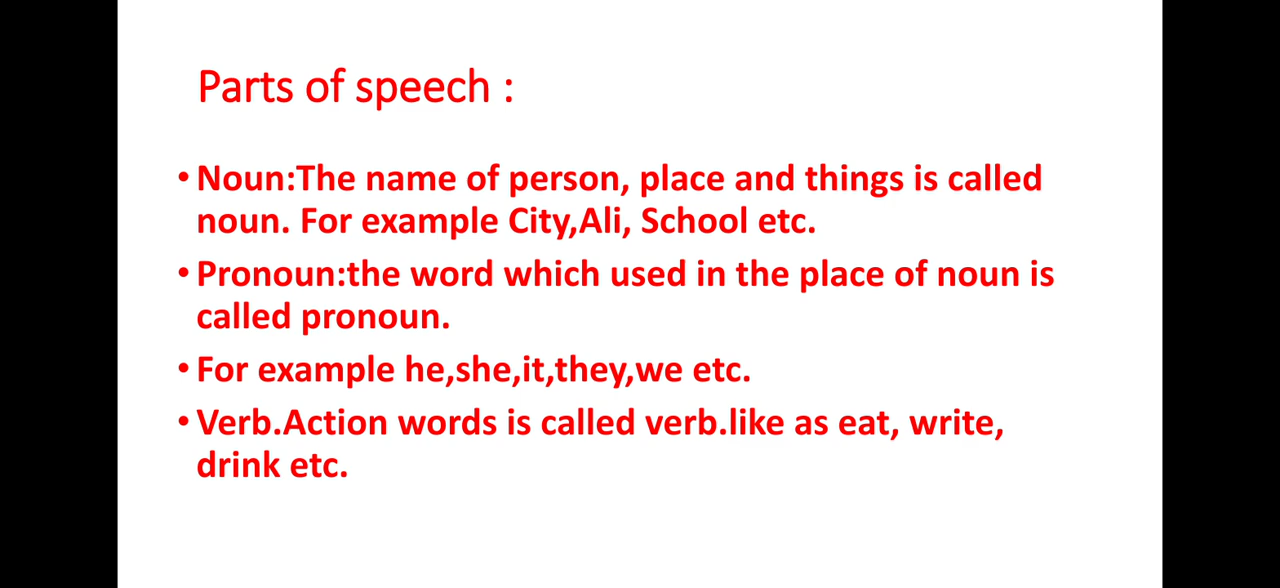 Parts of speech :
• Noun:The name of person, place and things is called
noun. For example City,Ali, School etc.
• Pronoun:the word which used in the place of noun is
called pronoun.
• For example he,she,it,they,we etc.
• Verb.Action words is called verb.like as eat, write,
drink etc.